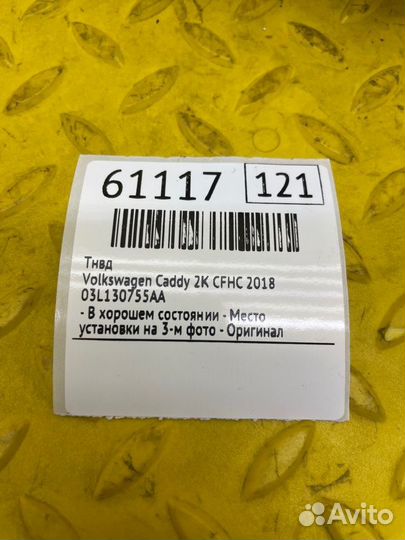 61117 121
Тнвд
Volkswagen Caddy 2K CFHC 2018
03L130755AA
- В хорошем состоянии - Место
установки на 3-м фото - Оригинал
Avito